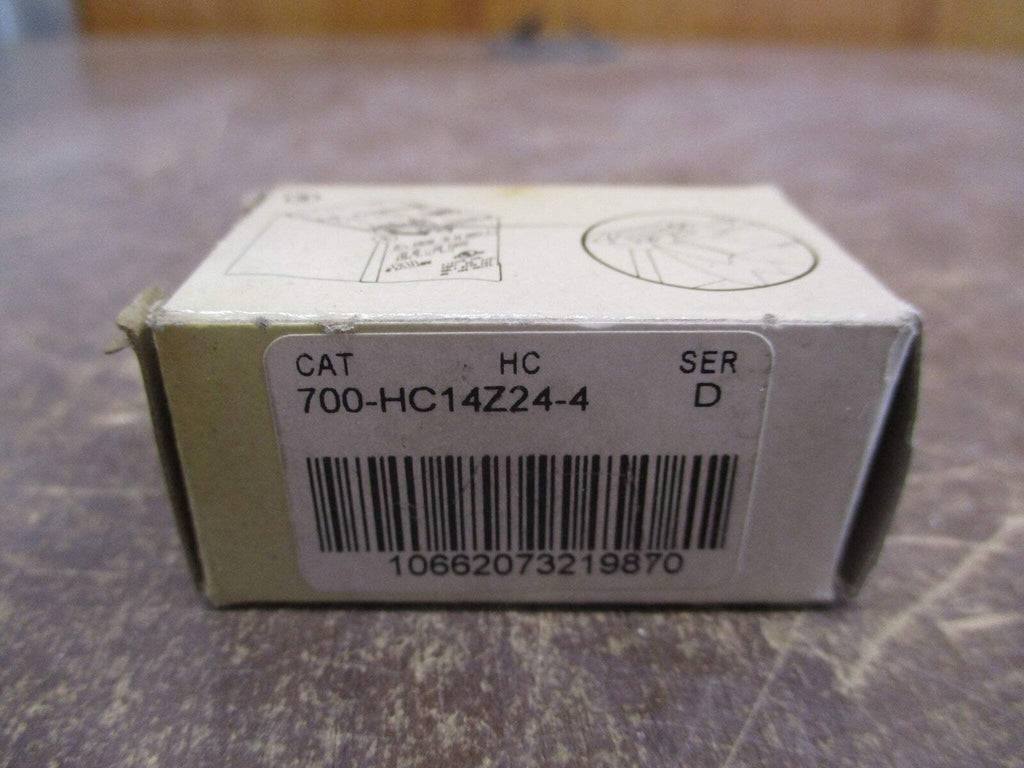 CAT HC SER
700-HC14Z24-4 D
10662073219870